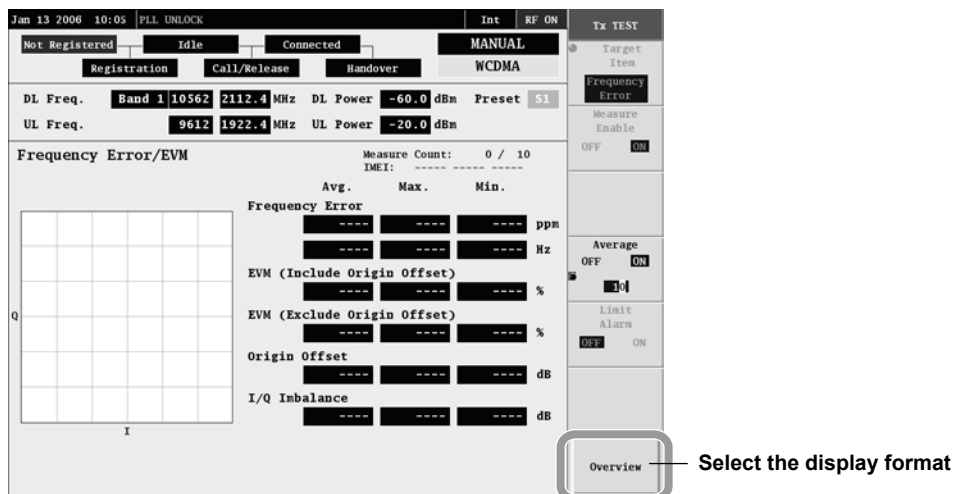 Jan 13 2006 10:05 PLL UNLOCK Int RF ON
Not Registered Idle Connected MANUAL
Registration Call/Release Handover WCDMA
DL Freq. Band 1 10562 2112.4 MHz DL Power -60.0 dBm Preset S1
UL Freq. 9612 1922.4 MHz UL Power -20.0 dBm
Frequency Error/EVM Measure Count: 0 / 10
IMEI: ----- ----- -----
Avg. Max. Min.
Frequency Error
---- ---- ---- ppm
---- ---- ---- Hz
EVM (Include Origin Offset)
---- ---- ---- %
EVM (Exclude Origin Offset)
---- ---- ---- %
Origin Offset
---- ---- ---- dB
I/Q Imbalance
---- ---- ---- dB
Q
I
Tx TEST
Target
Item
Frequency
Error
Measure
Enable
OFF ON
Average
OFF ON
10
Limit
Alarm
OFF ON
Overview
Select the display format